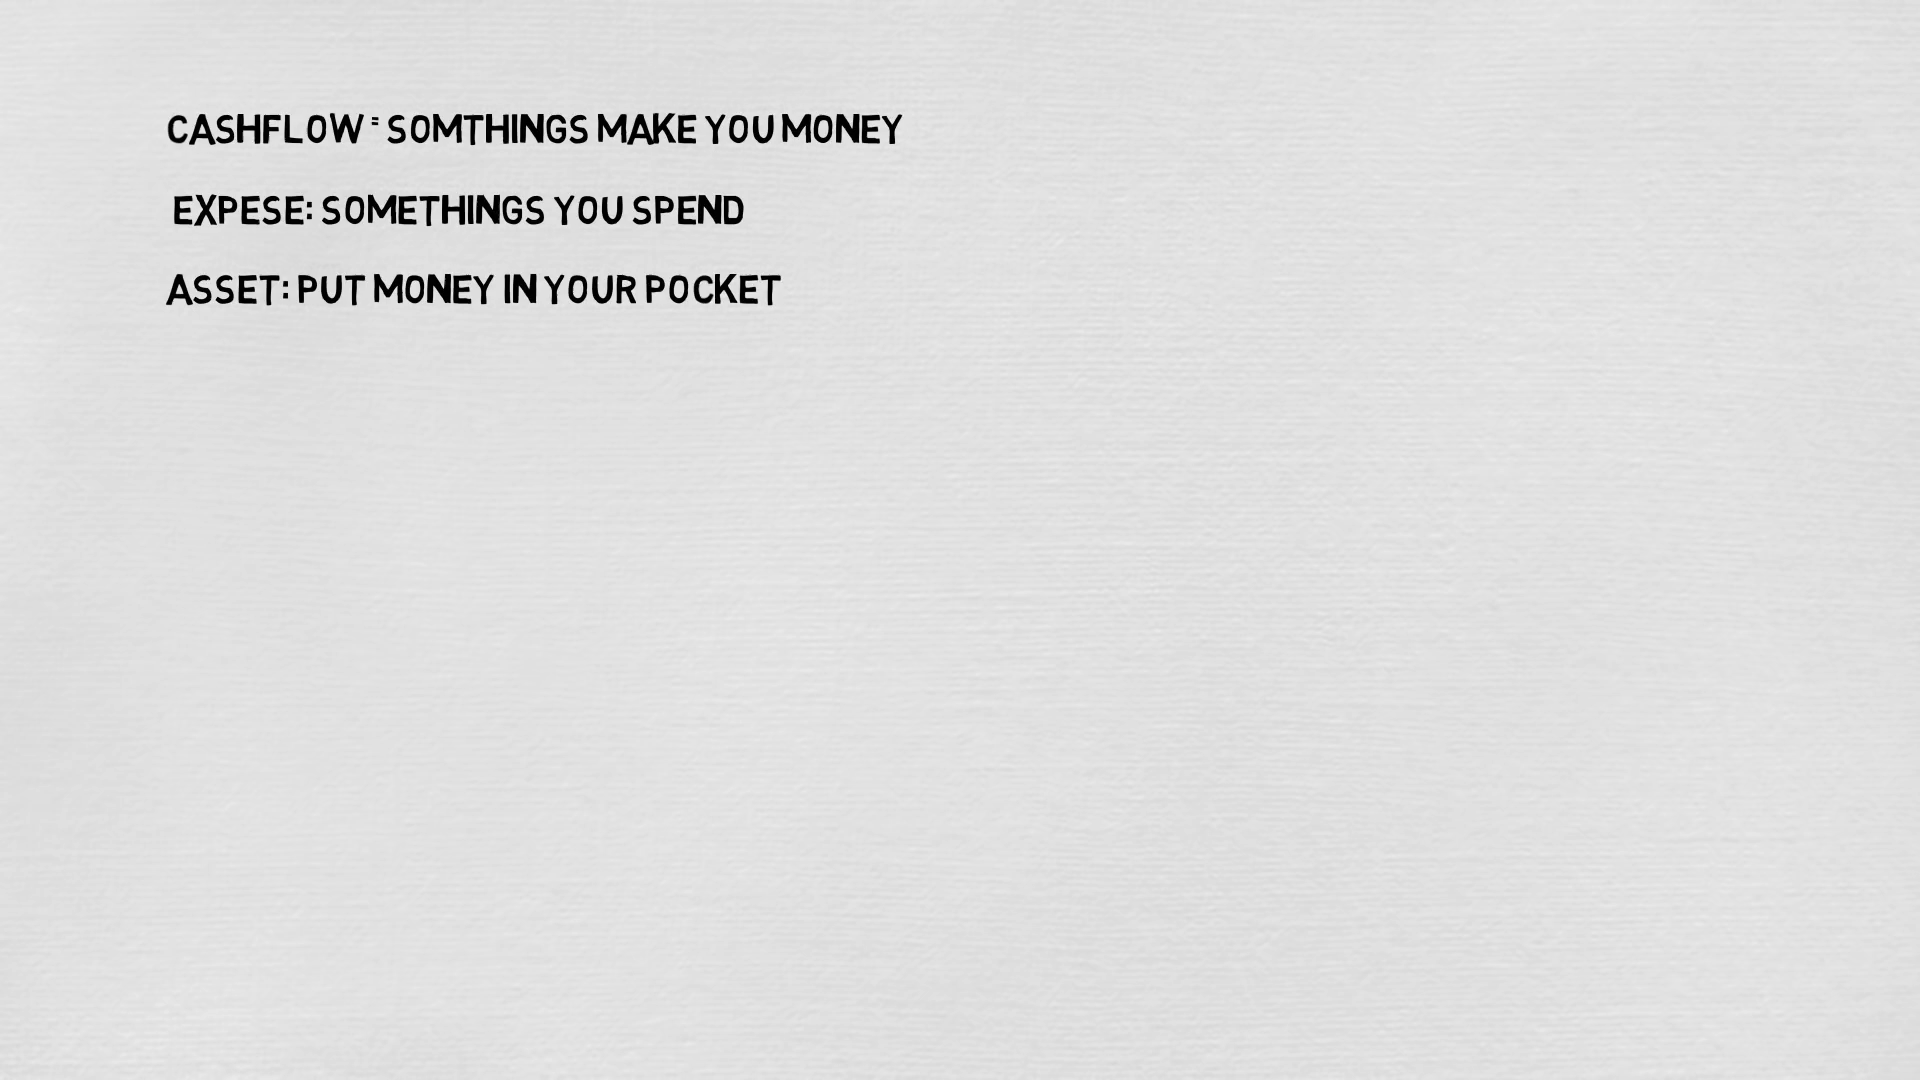 CASHFLOW = SOMTHINGS MAKE YOU MONEY
EXPESE: SOMETHINGS YOU SPEND
ASSET: PUT MONEY IN YOUR POCKET